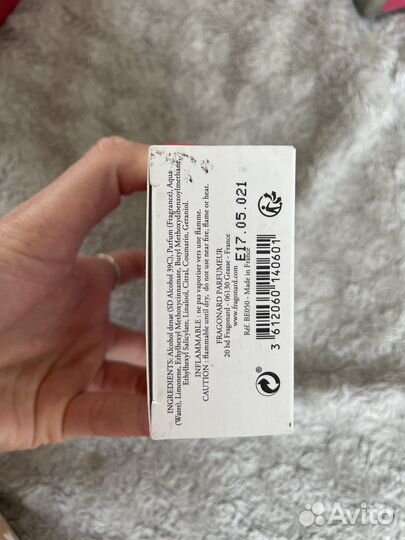 INGREDIENTS: Alcohol denat (SD Alcohol 39C), Parfum (Fragrance), Aqua
(Water), Limonene, Ethylhexyl Methoxycinnamate, Butyl Methoxydibenzoylmethane,
Ethylhexyl Salicylate, Linalool, Citral, Coumarin, Geraniol.
INFLAMMABLE : ne pas vaporiser vers une flamme.
CAUTION : flammable until dry, do not use near fire, flame or heat.
FRAGONARD PARFUMEUR
20 bd Fragonard - 06130 Grasse - France
www.fragonard.com
Réf. BE050 - Made in France
E17.05.021
3 612060 140601
Avito